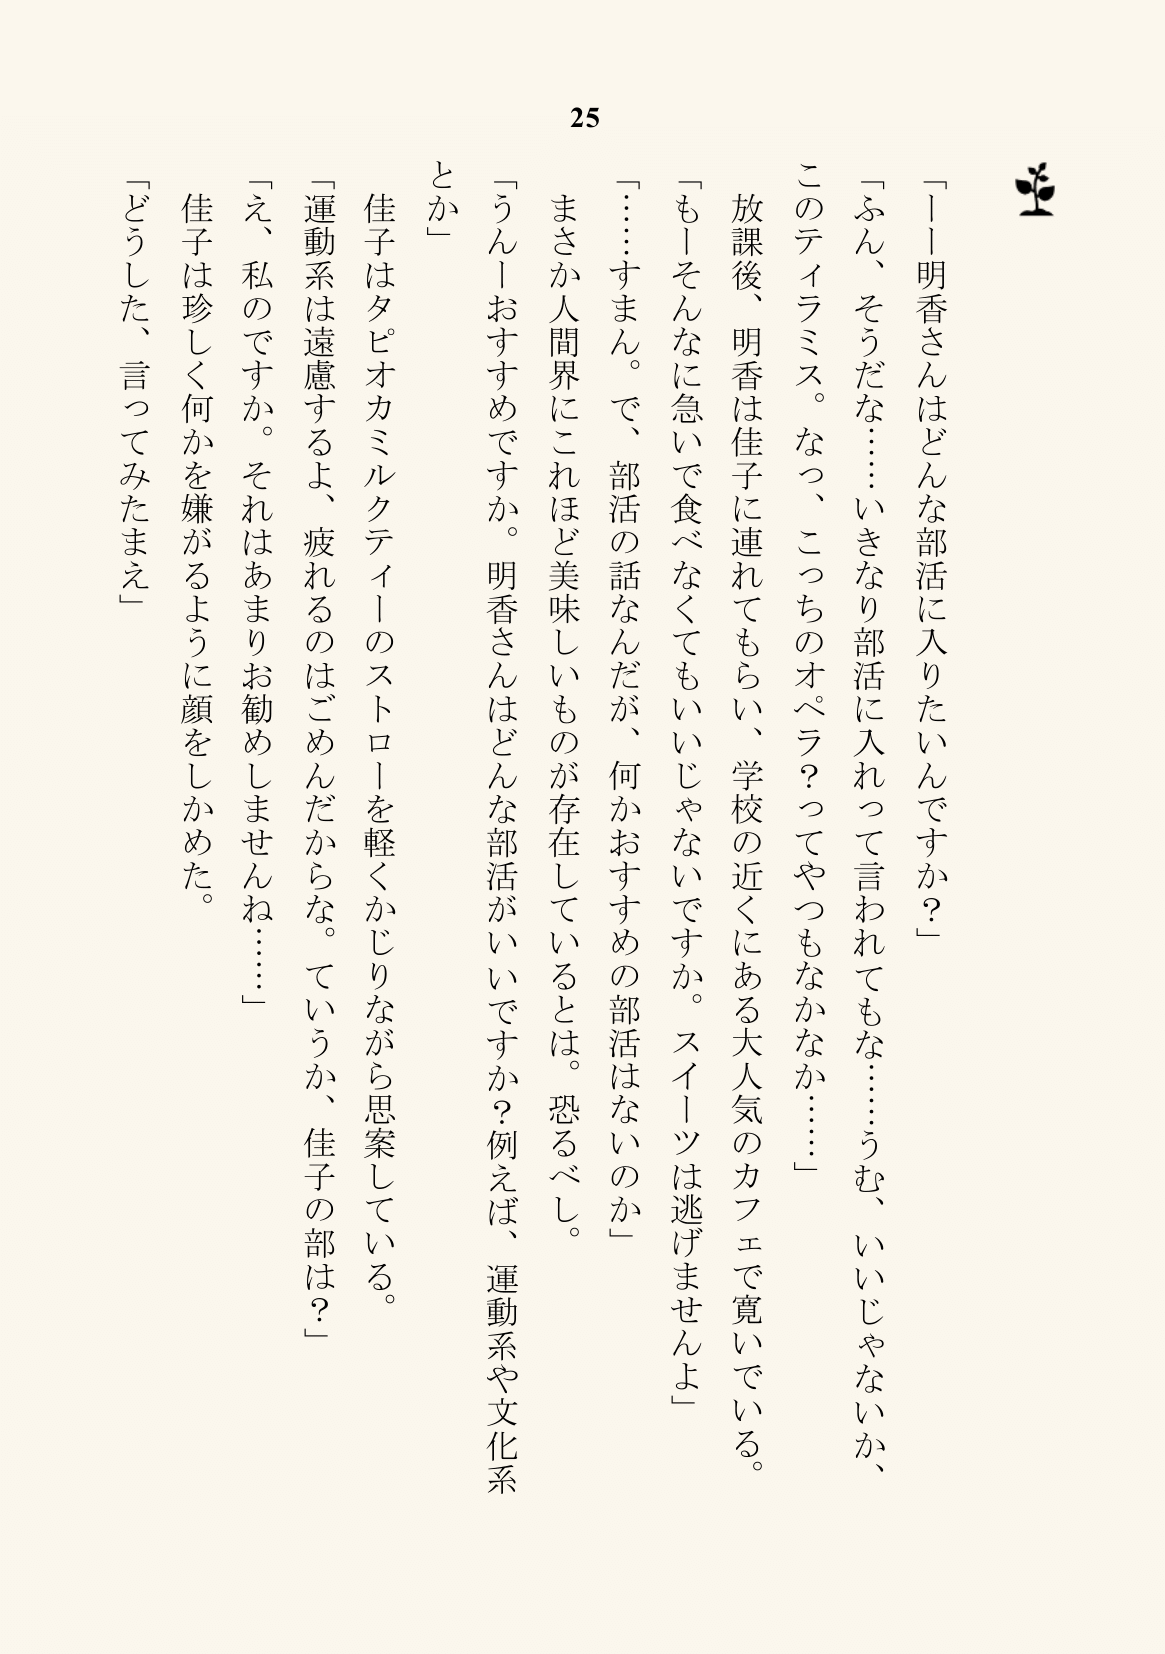 25
「ーー明香さんはどんな部活に入りたいんですか？」
「ふん、そうだな……いきなり部活に入れって言われてもな……うむ、いいじゃないか、
このティラミス。なっ、こっちのオペラ？ってやつもなかなか……」
放課後、明香は佳子に連れてもらい、学校の近くにある大人気のカフェで寛いでいる。
「もーそんなに急いで食べなくてもいいじゃないですか。スイーツは逃げませんよ」
「……すまん。で、部活の話なんだが、何かおすすめの部活はないのか」
まさか人間界にこれほど美味しいものが存在しているとは。恐るべし。
「うんーおすすめですか。明香さんはどんな部活がいいですか？例えば、運動系や文化系
とか」
佳子はタピオカミルクティーのストローを軽くかじりながら思案している。
「運動系は遠慮するよ、疲れるのはごめんだからな。ていうか、佳子の部は？」
「え、私のですか。それはあまりお勧めしませんね……」
佳子は珍しく何かを嫌がるように顔をしかめた。
「どうした、言ってみたまえ」